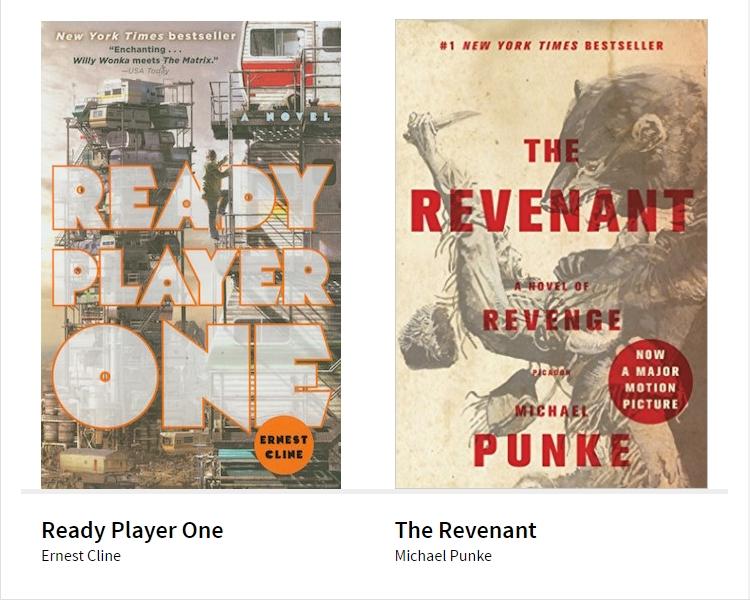 New York Times bestseller
“Enchanting . . .
Willy Wonka meets The Matrix.”
—USA Today
A NOVEL
READY
PLAYER
ONE
ERNEST
CLINE
#1 NEW YORK TIMES BESTSELLER
THE
REVENANT
A NOVEL OF
REVENGE
PICADOR
MICHAEL
PUNKE
NOW
A MAJOR
MOTION
PICTURE
Ready Player One
Ernest Cline
The Revenant
Michael Punke